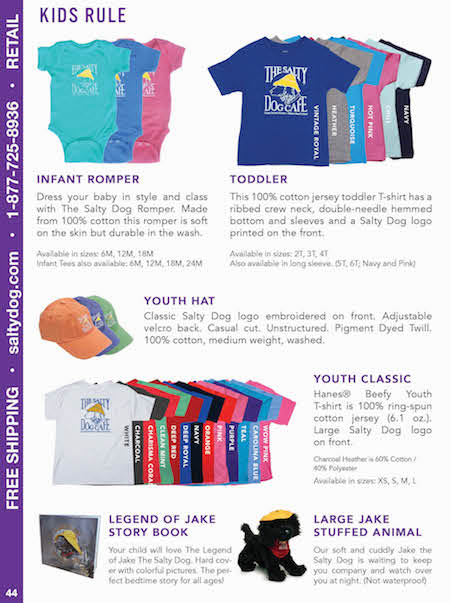 FREE SHIPPING • saltydog.com • 1-877-725-8936 • RETAIL
44
KIDS RULE
THE SALTY
DOG CAFE
THE SALTY
DOG CAFE
VINTAGE ROYAL
HEATHER
TURQUOISE
HOT PINK
CHILL
NAVY
INFANT ROMPER
Dress your baby in style and class
with The Salty Dog Romper. Made
from 100% cotton this romper is soft
on the skin but durable in the wash.
Available in sizes: 6M, 12M, 18M
Infant Tees also available: 6M, 12M, 18M, 24M
TODDLER
This 100% cotton jersey toddler T-shirt has a
ribbed crew neck, double-needle hemmed
bottom and sleeves and a Salty Dog logo
printed on the front.
Available in sizes: 2T, 3T, 4T
Also available in long sleeve. (5T, 6T; Navy and Pink)
YOUTH HAT
Classic Salty Dog logo embroidered on front. Adjustable
velcro back. Casual cut. Unstructured. Pigment Dyed Twill.
100% cotton, medium weight, washed.
THE SALTY
DOG CAFE
WHITE
CHARCOAL
CHARISMA CORAL
CLEAN MINT
DEEP RED
DEEP ROYAL
NAVY
ORANGE
PINK
PURPLE
TEAL
CAROLINA BLUE
WOW PINK
YOUTH CLASSIC
Hanes® Beefy Youth
T-shirt is 100% ring-spun
cotton jersey (6.1 oz.).
Large Salty Dog logo
on front.
Charcoal Heather is 60% Cotton /
40% Polyester
Available in sizes: XS, S, M, L
LEGEND OF JAKE
STORY BOOK
Your child will love The Legend
of Jake The Salty Dog. Hard cov-
er with colorful pictures. The per-
fect bedtime story for all ages!
LARGE JAKE
STUFFED ANIMAL
Our soft and cuddly Jake the
Salty Dog is waiting to keep
you company and watch over
you at night. (Not waterproof!)